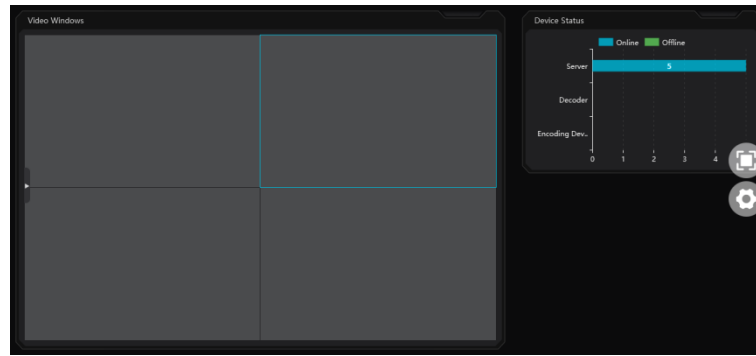 Video Windows
Device Status
Online Offline
Server 5
Decoder
Encoding Dev..
0 1 2 3 4